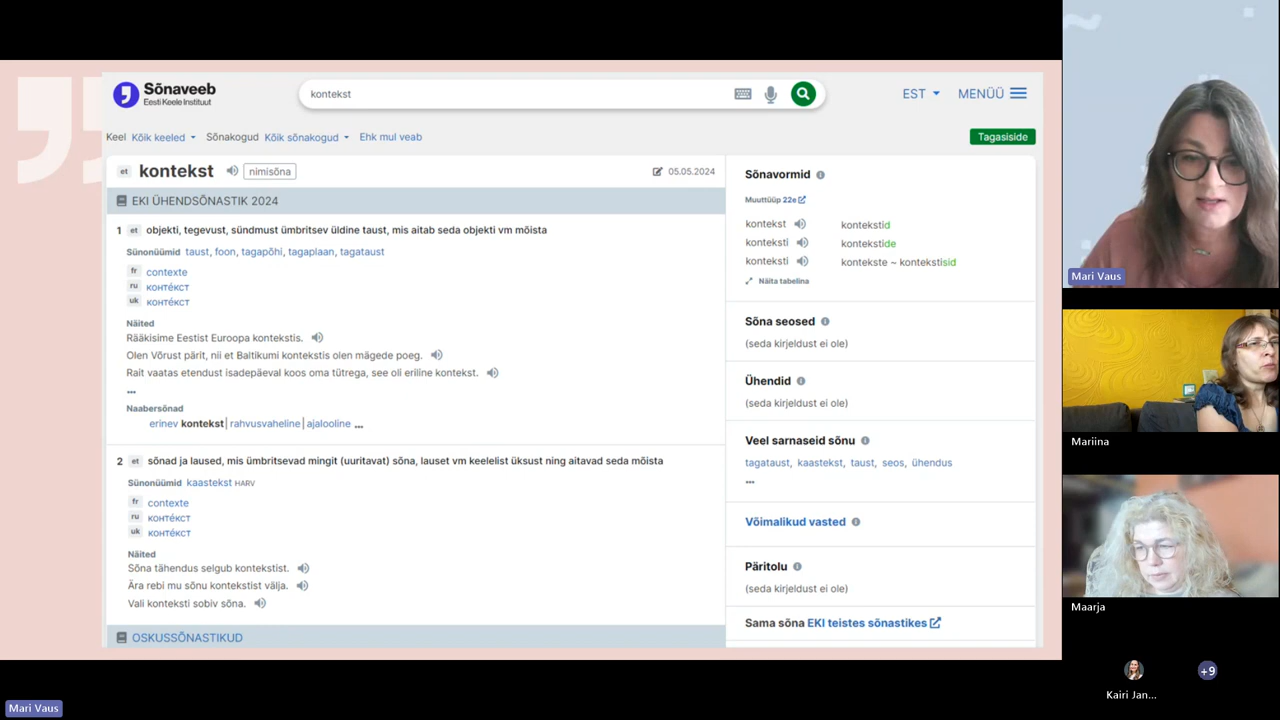 Sõnaveeb
Eesti Keele Instituut
kontekst
EST
MENÜÜ
Keel Kõik keeled Sõnakogud Kõik sõnakogud Ehk mul veab
Tagasiside
et kontekst nimisõna 05.05.2024
EKI ÜHENDSÕNASTIK 2024
1 et objekti, tegevust, sündmust ümbritsev üldine taust, mis aitab seda objekti vm mõista
Sünonüümid taust, foon, tagapõhi, tagaplaan, tagataust
fr contexte
ru конте́кст
uk конте́кст
Näited
Rääkisime Eestist Euroopa kontekstis.
Olen Võrust pärit, nii et Baltikumi kontekstis olen mägede poeg.
Rait vaatas etendust isadepäeval koos oma tütrega, see oli eriline kontekst.
...
Naabersõnad
erinev kontekst | rahvusvaheline | ajalooline ...
2 et sõnad ja laused, mis ümbritsevad mingit (uuritavat) sõna, lauset vm keelelist üksust ning aitavad seda mõista
Sünonüümid kaastekst HARV
fr contexte
ru конте́кст
uk конте́кст
Näited
Sõna tähendus selgub kontekstist.
Ära rebi mu sõnu kontekstist välja.
Vali konteksti sobiv sõna.
OSKUSSÕNASTIKUD
Sõnavormid
Muuttüüp 22e
kontekst kontekstid
konteksti kontekstide
konteksti kontekste ~ kontekstisid
Näita tabelina
Sõna seosed
(seda kirjeldust ei ole)
Ühendid
(seda kirjeldust ei ole)
Veel sarnaseid sõnu
tagataust, kaastekst, taust, seos, ühendus
...
Võimalikud vasted
Päritolu
(seda kirjeldust ei ole)
Sama sõna EKI teistes sõnastikes
Mari Vaus
Mariina
Maarja
Kairi Jan...
+9
Mari Vaus